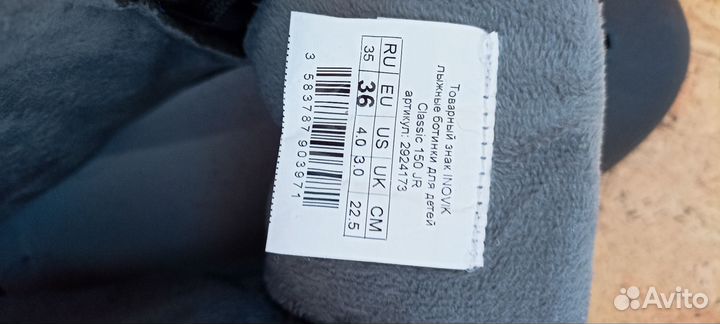 Товарный знак INOVIK
лыжные ботинки для детей
Classic 150 JR
артикул: 2924173
RU EU US UK CM
35 36 4.0 3.0 22.5
3 583787 903971
Avito